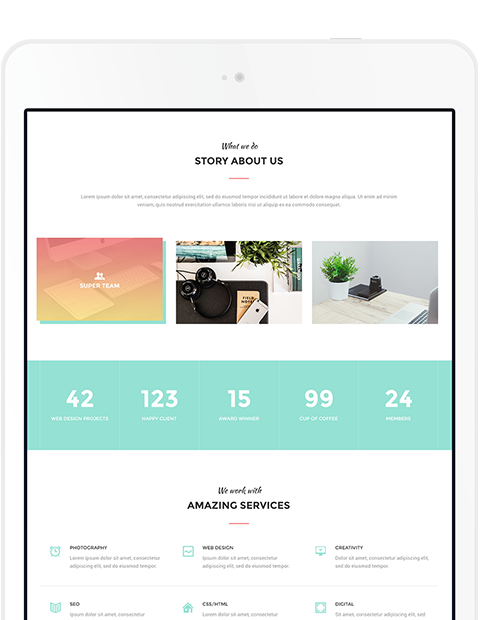 What we do
STORY ABOUT US
Lorem ipsum dolor sit amet, consectetur adipiscing elit, sed do eiusmod tempor incididunt ut labore et dolore magna aliqua. Ut enim ad minim
veniam, quis nostrud exercitation ullamco laboris nisi ut aliquip ex ea commodo consequat.
SUPER TEAM
FIELD
NOTES
42
WEB DESIGN PROJECTS
123
HAPPY CLIENT
15
AWARD WINNER
99
CUP OF COFFEE
24
MEMBERS
We work with
AMAZING SERVICES
PHOTOGRAPHY
Lorem ipsum dolor sit amet, consectetur
adipiscing elit, sed do eiusmod tempor.
WEB DESIGN
Lorem ipsum dolor sit amet, consectetur
adipiscing elit, sed do eiusmod tempor.
CREATIVITY
Dolor sit amet, consectetur adipiscing elit,
sed do eiusmod tempor.
SEO
Ipsum dolor sit amet, consectetur
CSS/HTML
Lorem ipsum dolor sit amet, consectetur
DIGITAL
Lorem ipsum dolor sit amet, consectetur